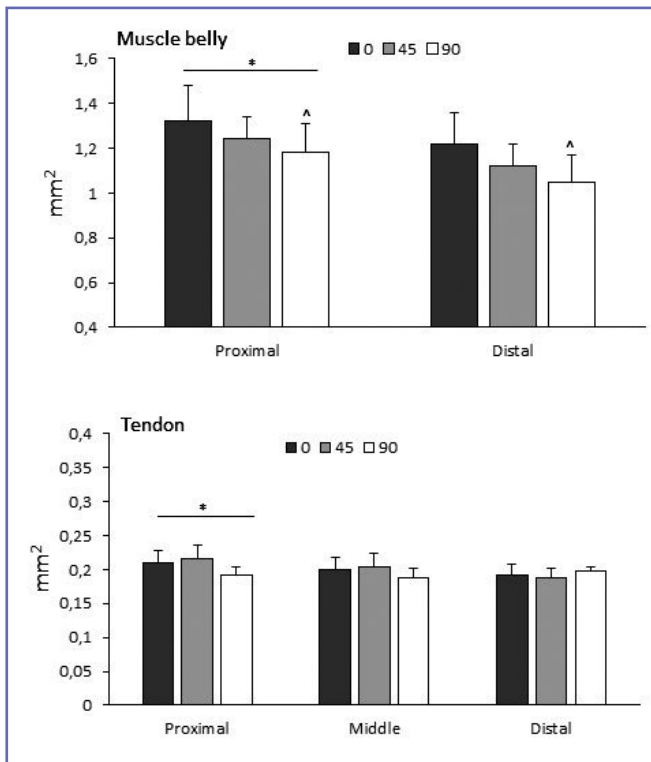 Muscle belly
0 45 90
*
^
^
mm²
1,6
1,4
1,2
1
0,8
0,6
0,4
Proximal Distal
Tendon
0 45 90
*
mm²
0,4
0,35
0,3
0,25
0,2
0,15
0,1
0,05
0
Proximal Middle Distal